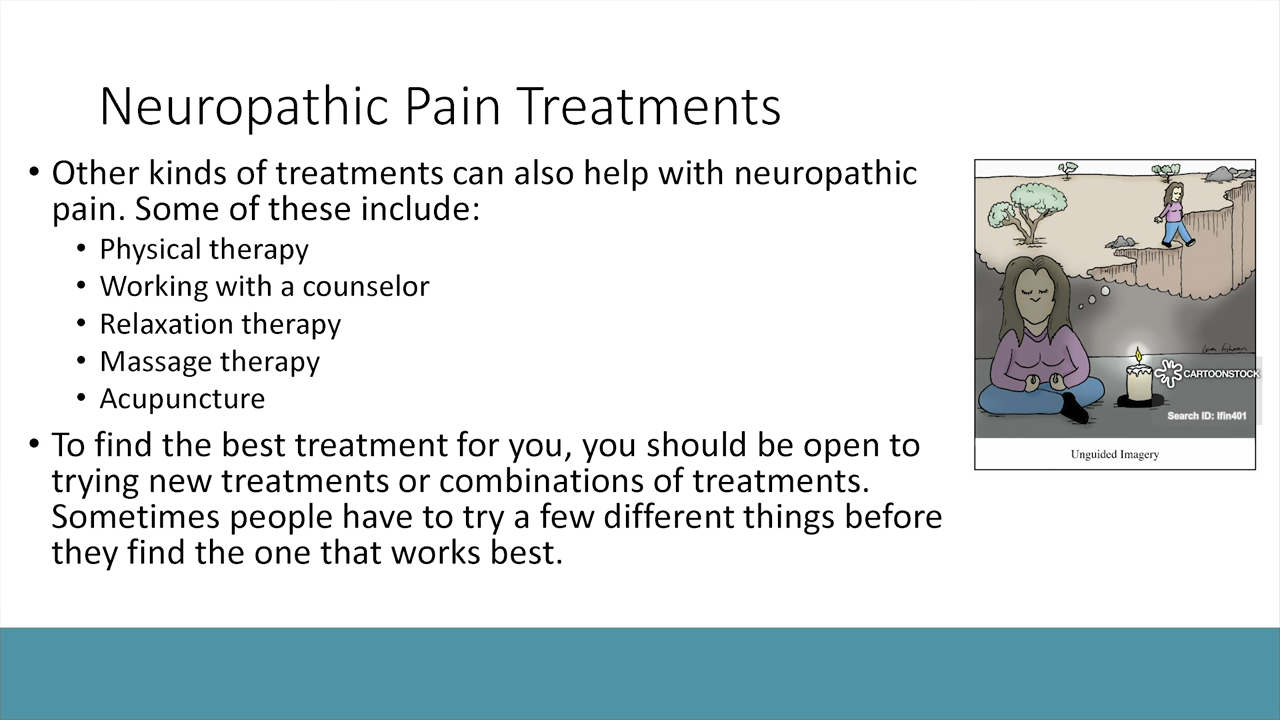 Neuropathic Pain Treatments
• Other kinds of treatments can also help with neuropathic
pain. Some of these include:
• Physical therapy
• Working with a counselor
• Relaxation therapy
• Massage therapy
• Acupuncture
• To find the best treatment for you, you should be open to
trying new treatments or combinations of treatments.
Sometimes people have to try a few different things before
they find the one that works best.
CARTOONSTOCK
Search ID: lfin401
Unguided Imagery